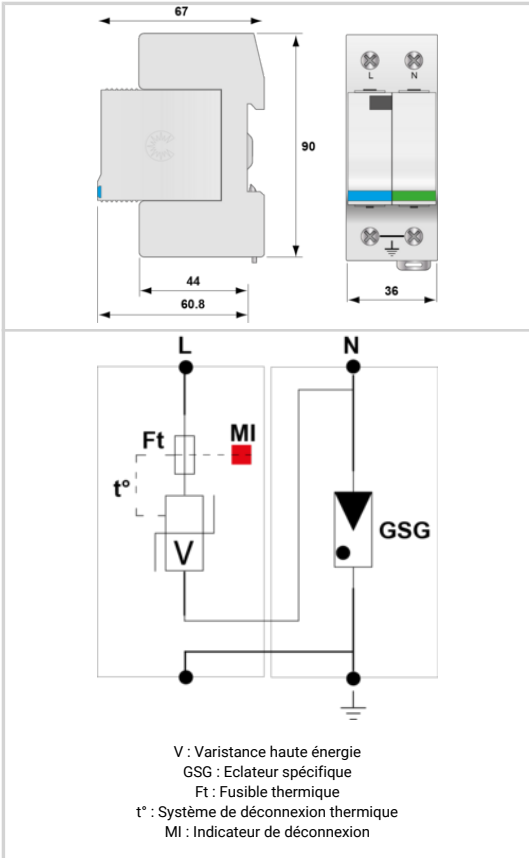 67
L N
90
44
60.8
36
L N
Ft MI
t°
V
GSG
V : Varistance haute énergie
GSG : Eclateur spécifique
Ft : Fusible thermique
t° : Système de déconnexion thermique
MI : Indicateur de déconnexion